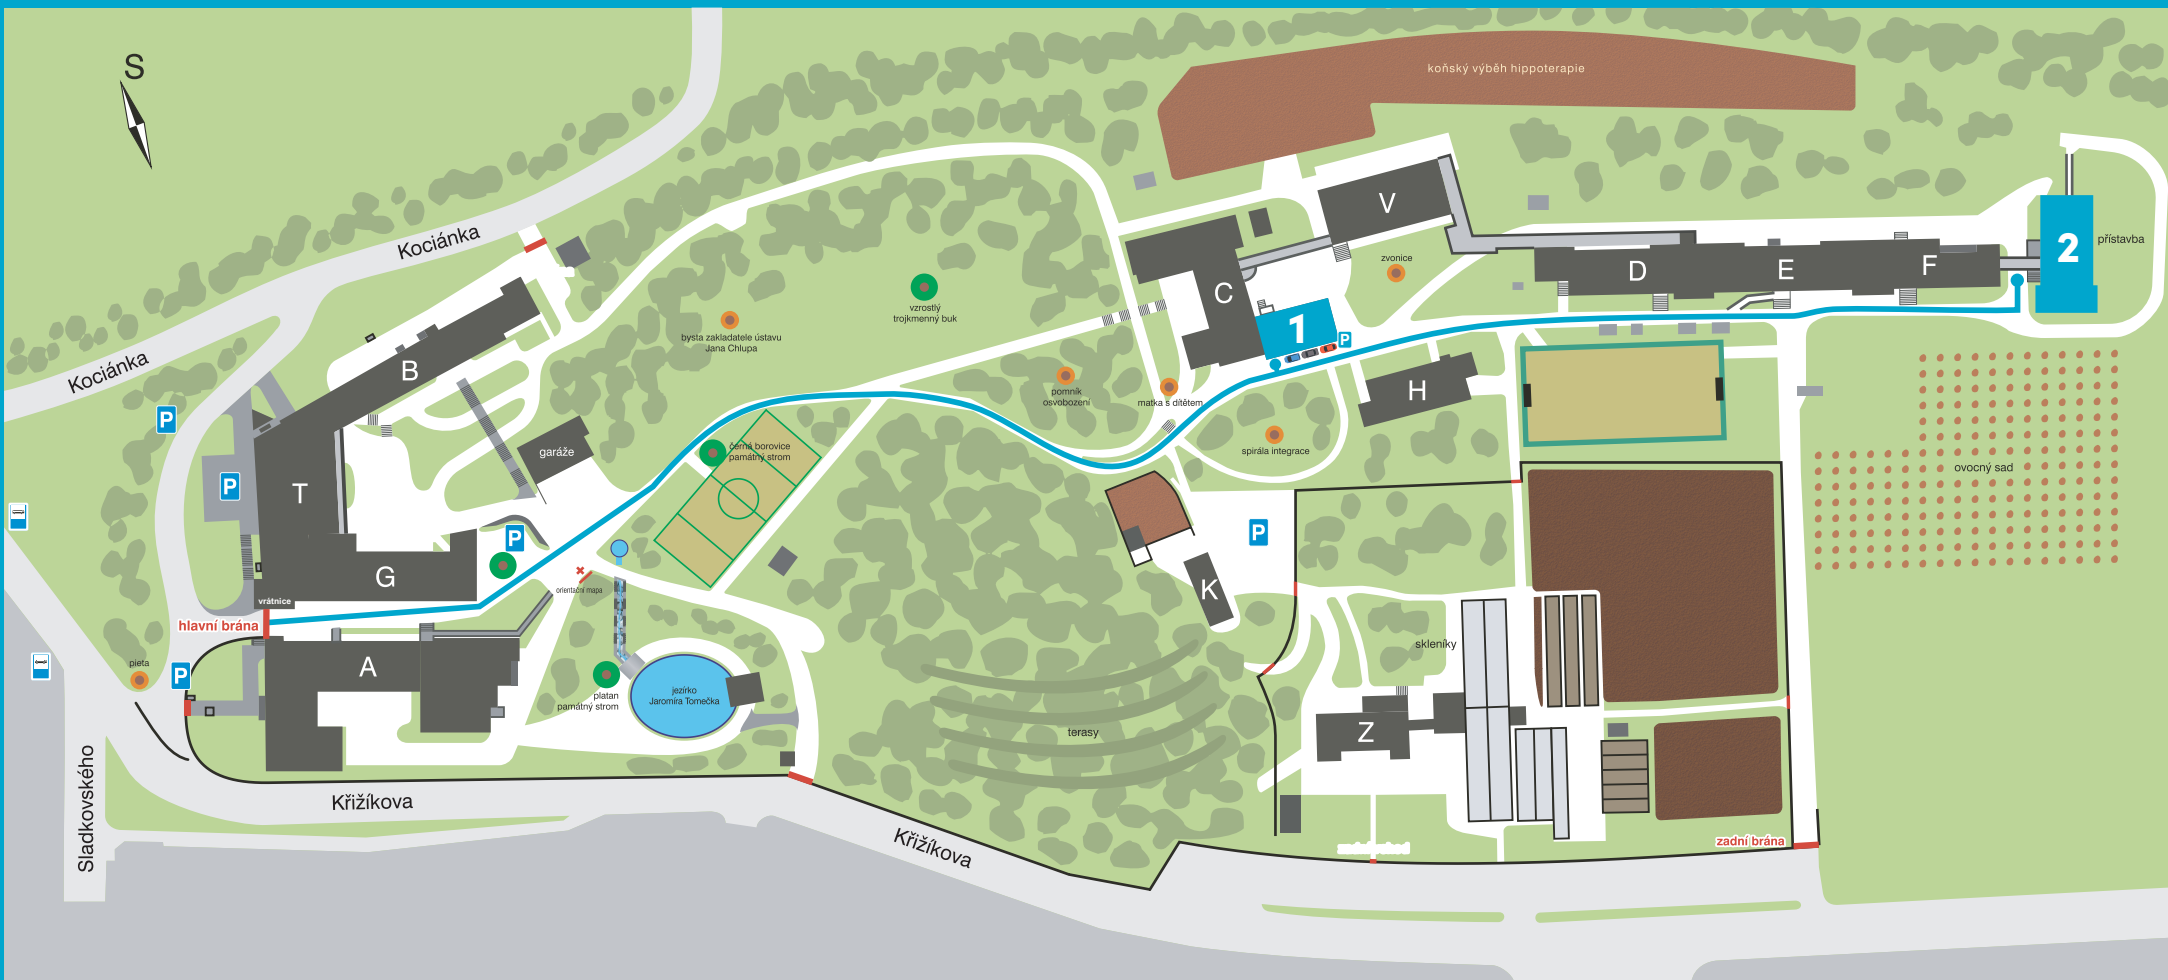 S
koňský výběh hippoterapie
Kociánka
Kociánka
V
zvonice
D
E
F
2
přístavba
C
1
P
vzrostlý
trojkmenný buk
bysta zakladatele ústavu
Jana Chlupa
B
P
pomník
osvobození
matka s dítětem
H
spirála integrace
garáže
černá borovice
památný strom
ovocný sad
T
P
P
P
G
K
vrátnice
orientační mapa
hlavní brána
skleníky
A
pieta
P
platan
památný strom
jezírko
Jaromíra Tomečka
terasy
Z
Sladkovského
Křižíkova
Křižíkova
zadní brána